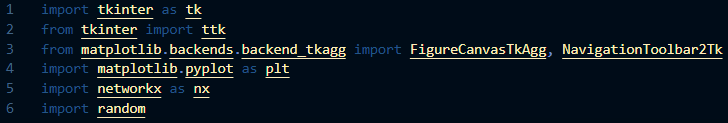 1 import tkinter as tk
2 from tkinter import ttk
3 from matplotlib.backends.backend_tkagg import FigureCanvasTkAgg, NavigationToolbar2Tk
4 import matplotlib.pyplot as plt
5 import networkx as nx
6 import random